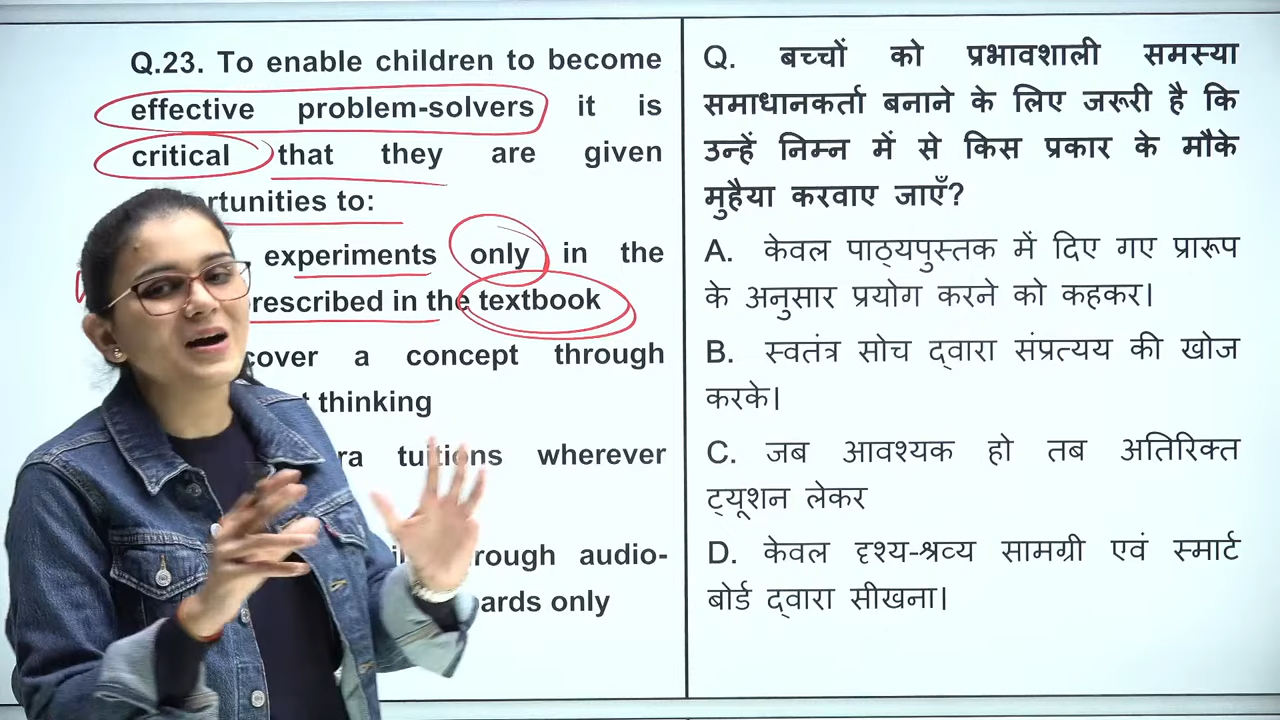 Q.23. To enable children to become
effective problem-solvers it is
critical that they are given
rtunities to:
experiments only in the
rescribed in the textbook
cover a concept through
t thinking
ra tuitions wherever
rough audio-
ards only
Q. बच्चों को प्रभावशाली समस्या
समाधानकर्ता बनाने के लिए जरूरी है कि
उन्हें निम्न में से किस प्रकार के मौके
मुहैया करवाए जाएँ?
A. केवल पाठ्यपुस्तक में दिए गए प्रारूप
के अनुसार प्रयोग करने को कहकर।
B. स्वतंत्र सोच द्वारा संप्रत्यय की खोज
करके।
C. जब आवश्यक हो तब अतिरिक्त
ट्यूशन लेकर
D. केवल दृश्य-श्रव्य सामग्री एवं स्मार्ट
बोर्ड द्वारा सीखना।